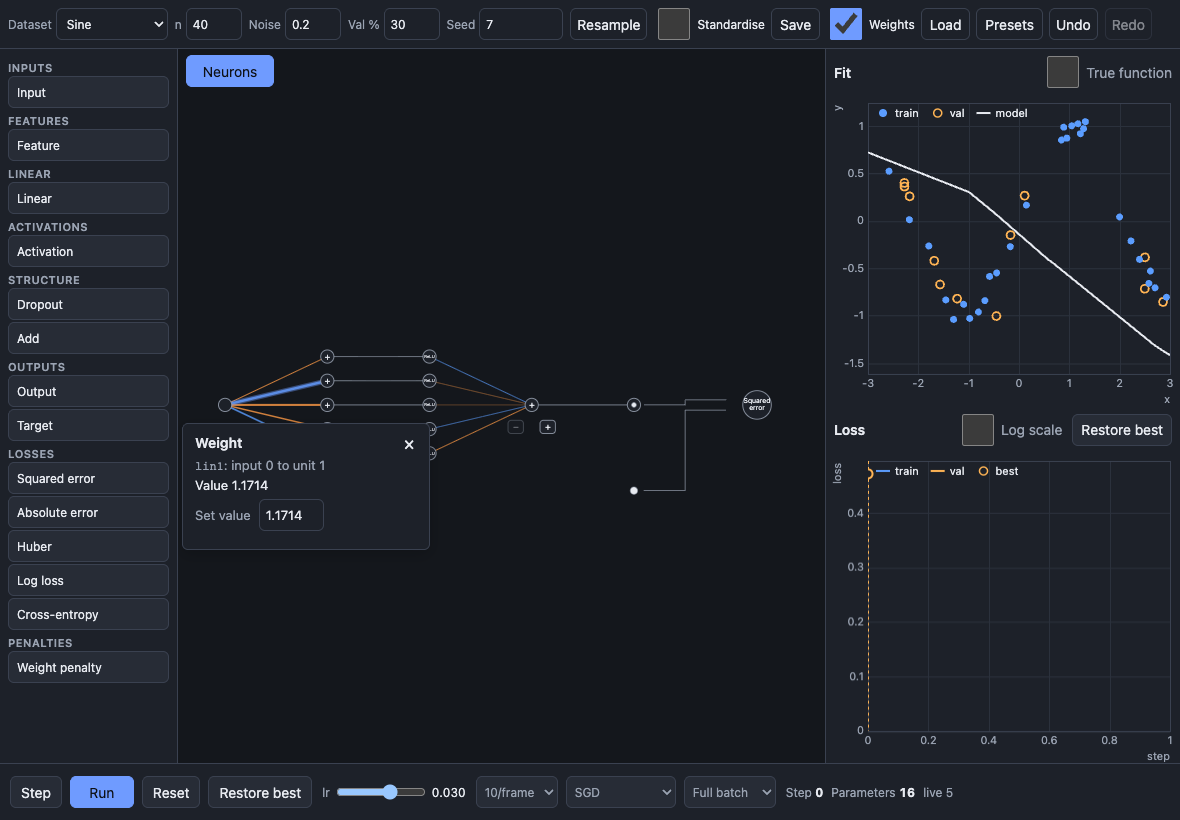 Dataset Sine n 40 Noise 0.2 Val % 30 Seed 7 Resample Standardise Save Weights Load Presets Undo Redo
INPUTS
Input
FEATURES
Feature
LINEAR
Linear
ACTIVATIONS
Activation
STRUCTURE
Dropout
Add
OUTPUTS
Output
Target
LOSSES
Squared error
Absolute error
Huber
Log loss
Cross-entropy
PENALTIES
Weight penalty
Neurons
+ ReLU
+ ReLU
+ ReLU +
− +
Squared
error
Weight ×
lin1: input 0 to unit 1
Value 1.1714
Set value 1.1714
Fit True function
y
train val model
1
0.5
0
-0.5
-1
-1.5
-3 -2 -1 0 1 2 3
x
Loss Log scale Restore best
loss
train val best
0.4
0.3
0.2
0.1
0
0 0.2 0.4 0.6 0.8 1
step
Step Run Reset Restore best lr 0.030 10/frame SGD Full batch Step 0 Parameters 16 live 5